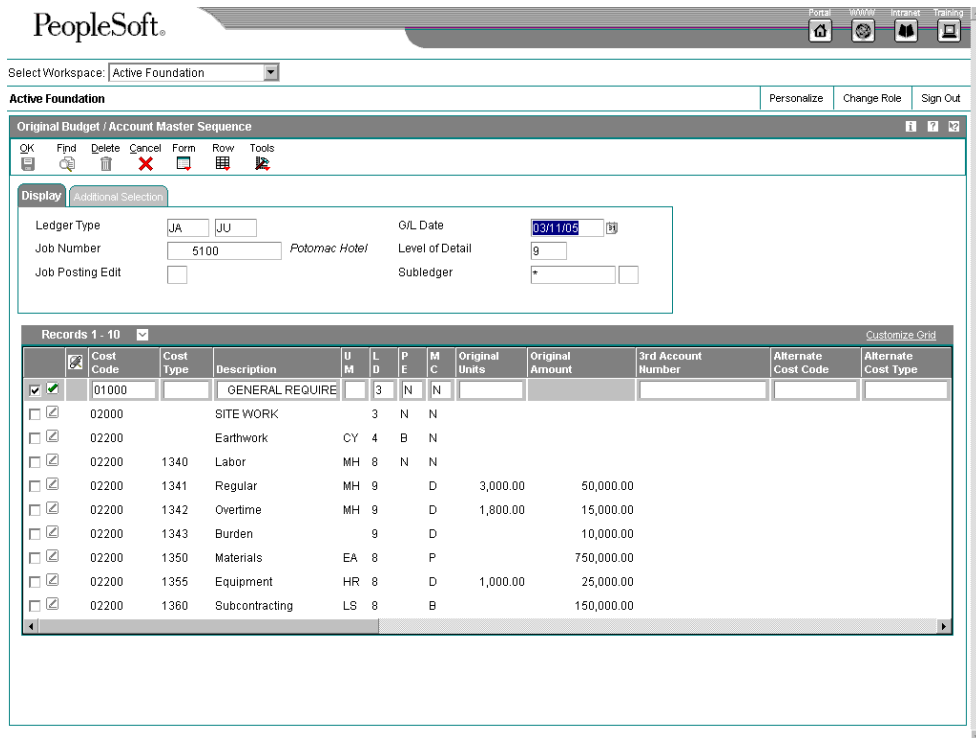 PeopleSoft®
Portal WWW Intranet Training
Select Workspace: Active Foundation
Active Foundation Personalize Change Role Sign Out
Original Budget / Account Master Sequence
OK Find Delete Cancel Form Row Tools
Display Additional Selection
Ledger Type JA JU G/L Date 03/11/05
Job Number 5100 Potomac Hotel Level of Detail 9
Job Posting Edit Subledger *
Records 1 - 10 Customize Grid
Cost Code Cost Type Description U M L D P E M C Original Units Original Amount 3rd Account Number Alternate Cost Code Alternate Cost Type
01000 GENERAL REQUIRE 3 N N
02000 SITE WORK 3 N N
02200 Earthwork CY 4 B N
02200 1340 Labor MH 8 N N
02200 1341 Regular MH 9 D 3,000.00 50,000.00
02200 1342 Overtime MH 9 D 1,800.00 15,000.00
02200 1343 Burden 9 D 10,000.00
02200 1350 Materials EA 8 P 750,000.00
02200 1355 Equipment HR 8 D 1,000.00 25,000.00
02200 1360 Subcontracting LS 8 B 150,000.00